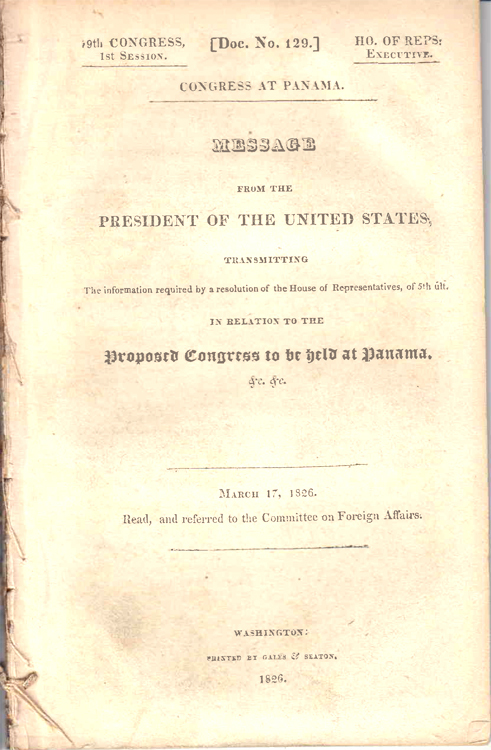 19th CONGRESS,
1st Session.
[Doc. No. 129.]
HO. OF REPS:
Executive.
CONGRESS AT PANAMA.
MESSAGE
FROM THE
PRESIDENT OF THE UNITED STATES,
TRANSMITTING
The information required by a resolution of the House of Representatives, of 5th ult.
IN RELATION TO THE
Proposed Congress to be held at Panama,
&c. &c.
March 17, 1826.
Read, and referred to the Committee on Foreign Affairs.
WASHINGTON:
PRINTED BY GALES & SEATON.
1826.